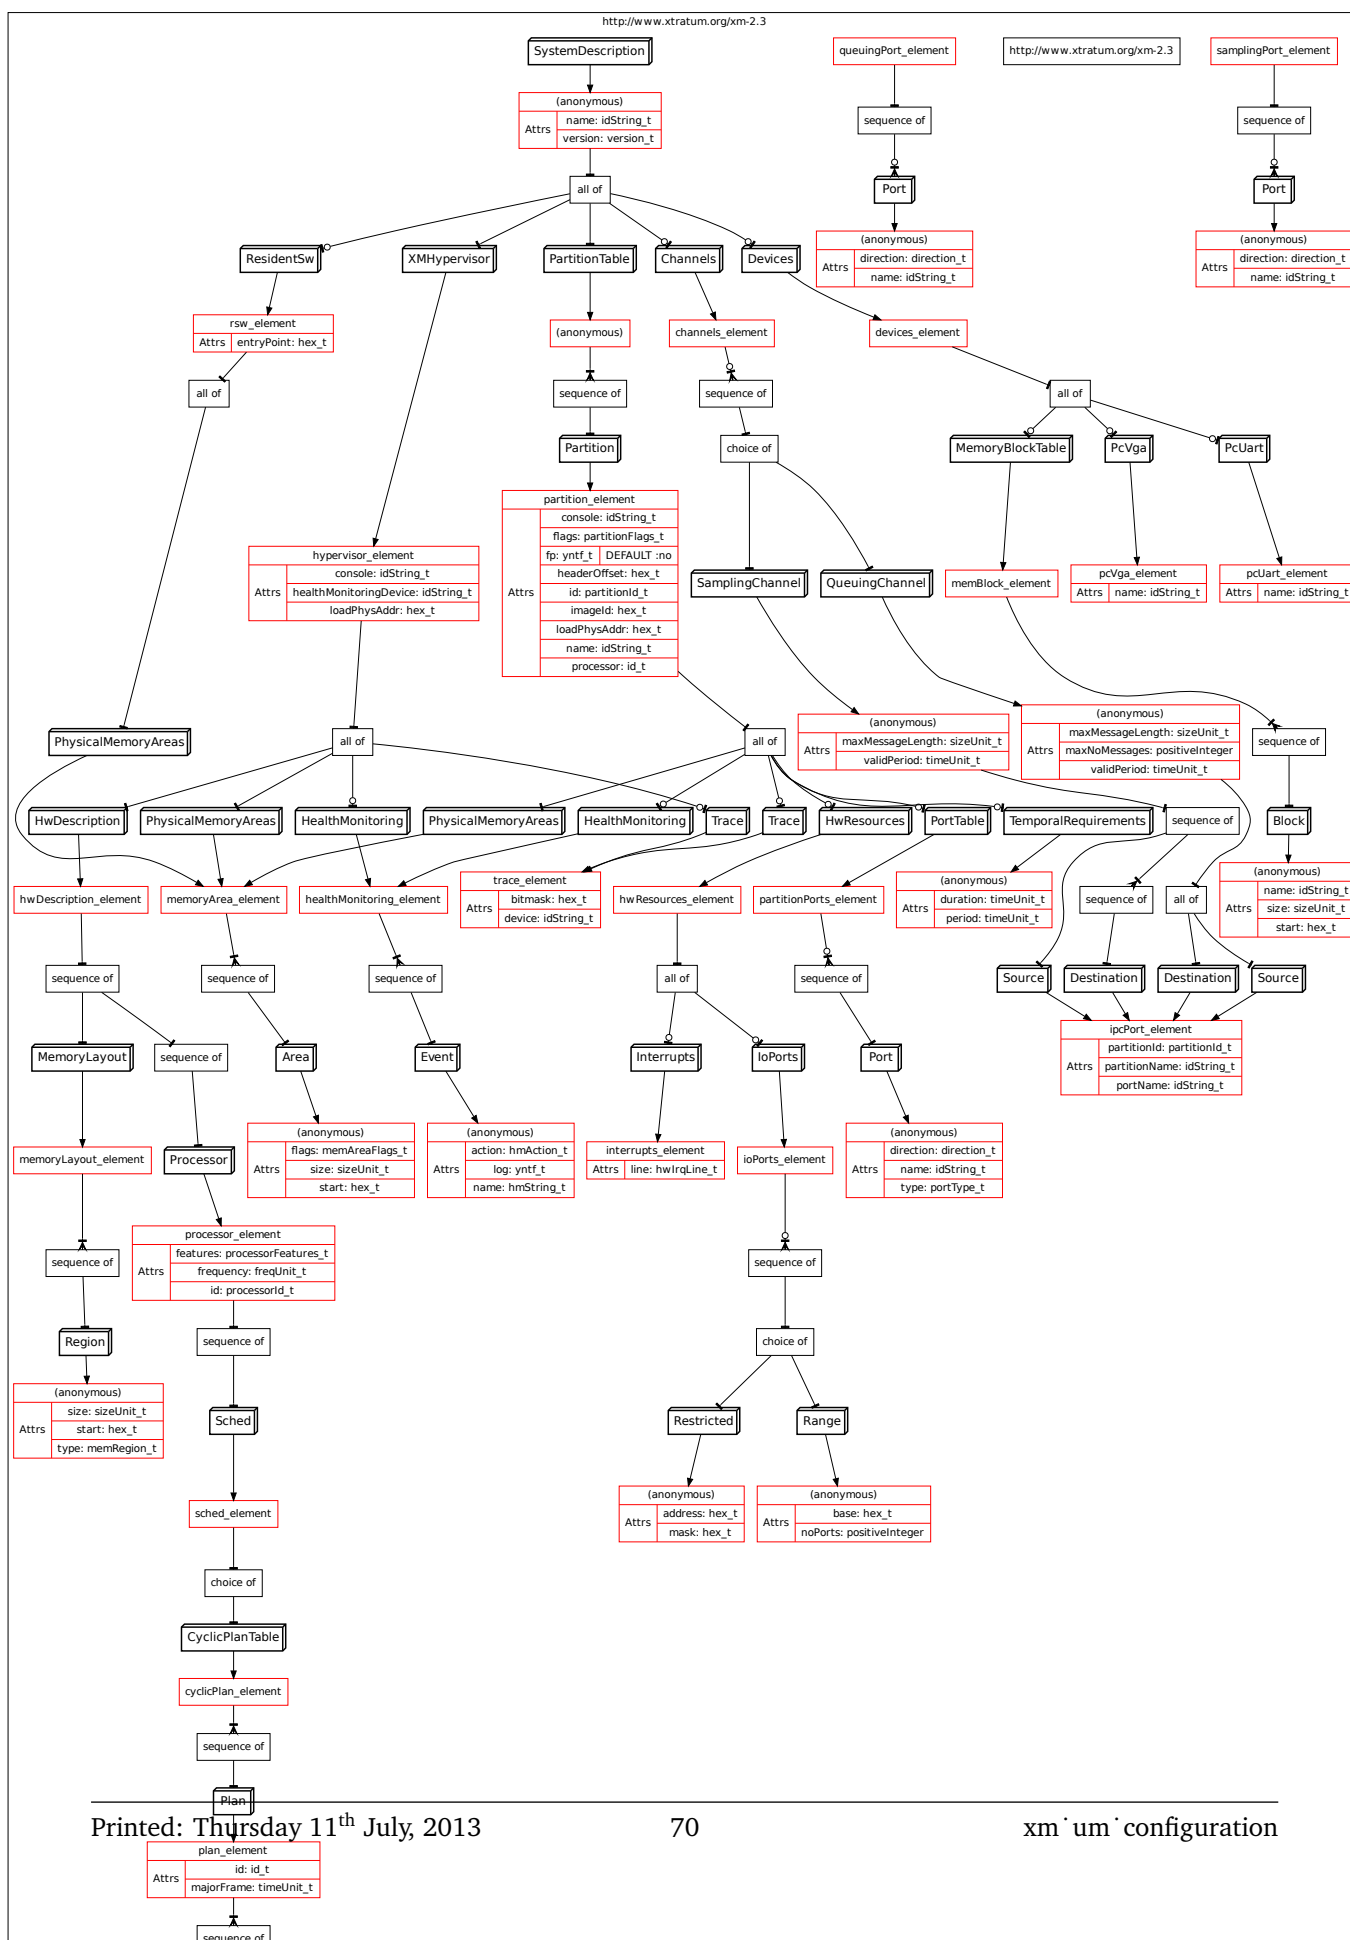 http://www.xtratum.org/xm-2.3
SystemDescription
queuingPort_element
http://www.xtratum.org/xm-2.3
samplingPort_element
(anonymous)
Attrs
name: idString_t
version: version_t
sequence of
sequence of
all of
Port
Port
(anonymous)
Attrs
direction: direction_t
name: idString_t
(anonymous)
Attrs
direction: direction_t
name: idString_t
ResidentSw
XMHypervisor
PartitionTable
Channels
Devices
rsw_element
Attrs
entryPoint: hex_t
(anonymous)
channels_element
devices_element
all of
sequence of
sequence of
all of
Partition
choice of
MemoryBlockTable
PcVga
PcUart
partition_element
Attrs
console: idString_t
flags: partitionFlags_t
fp: yntf_t
DEFAULT :no
headerOffset: hex_t
id: partitionId_t
imageId: hex_t
loadPhysAddr: hex_t
name: idString_t
processor: id_t
hypervisor_element
Attrs
console: idString_t
healthMonitoringDevice: idString_t
loadPhysAddr: hex_t
SamplingChannel
QueuingChannel
memBlock_element
pcVga_element
Attrs
name: idString_t
pcUart_element
Attrs
name: idString_t
PhysicalMemoryAreas
all of
all of
(anonymous)
Attrs
maxMessageLength: sizeUnit_t
validPeriod: timeUnit_t
(anonymous)
Attrs
maxMessageLength: sizeUnit_t
maxNoMessages: positiveInteger
validPeriod: timeUnit_t
sequence of
HwDescription
PhysicalMemoryAreas
HealthMonitoring
PhysicalMemoryAreas
HealthMonitoring
Trace
Trace
HwResources
PortTable
TemporalRequirements
sequence of
Block
hwDescription_element
memoryArea_element
healthMonitoring_element
trace_element
Attrs
bitmask: hex_t
device: idString_t
hwResources_element
partitionPorts_element
(anonymous)
Attrs
duration: timeUnit_t
period: timeUnit_t
sequence of
all of
(anonymous)
Attrs
name: idString_t
size: sizeUnit_t
start: hex_t
sequence of
sequence of
sequence of
all of
sequence of
Source
Destination
Destination
Source
MemoryLayout
sequence of
Area
Event
Interrupts
IoPorts
Port
ipcPort_element
Attrs
partitionId: partitionId_t
partitionName: idString_t
portName: idString_t
memoryLayout_element
Processor
(anonymous)
Attrs
flags: memAreaFlags_t
size: sizeUnit_t
start: hex_t
(anonymous)
Attrs
action: hmAction_t
log: yntf_t
name: hmString_t
interrupts_element
Attrs
line: hwIrqLine_t
ioPorts_element
(anonymous)
Attrs
direction: direction_t
name: idString_t
type: portType_t
sequence of
processor_element
Attrs
features: processorFeatures_t
frequency: freqUnit_t
id: processorId_t
sequence of
Region
sequence of
choice of
(anonymous)
Attrs
size: sizeUnit_t
start: hex_t
type: memRegion_t
Sched
Restricted
Range
sched_element
(anonymous)
Attrs
address: hex_t
mask: hex_t
(anonymous)
Attrs
base: hex_t
noPorts: positiveInteger
choice of
CyclicPlanTable
cyclicPlan_element
sequence of
Plan
Printed: Thursday 11th July, 2013
70
xm˙um˙configuration
plan_element
Attrs
id: id_t
majorFrame: timeUnit_t
sequence of